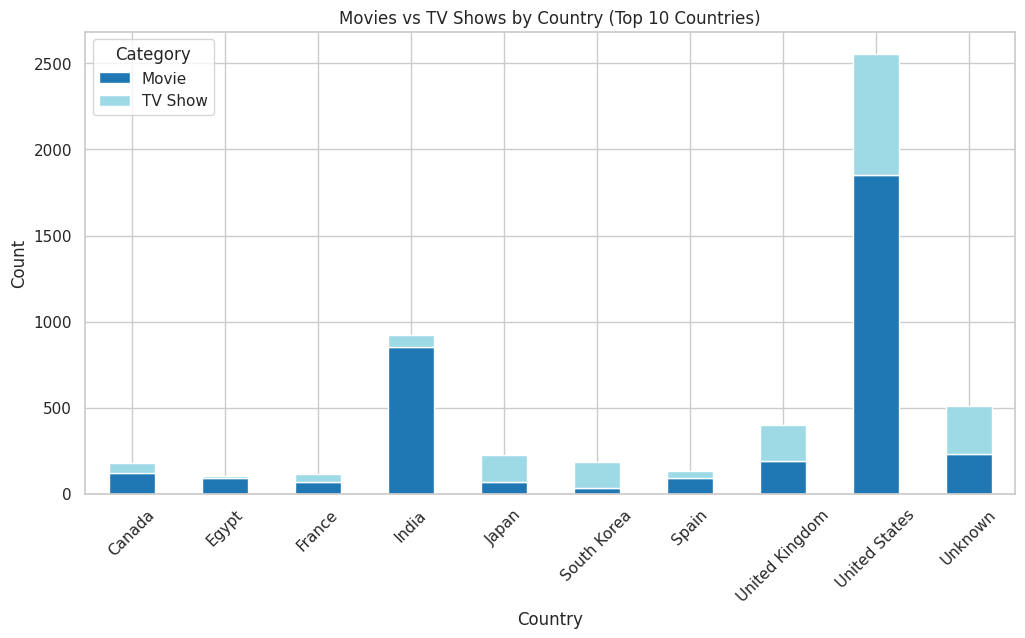 Movies vs TV Shows by Country (Top 10 Countries)
Category
Movie
TV Show
2500
2000
1500
1000
500
0
Count
Canada
Egypt
France
India
Japan
South Korea
Spain
United Kingdom
United States
Unknown
Country